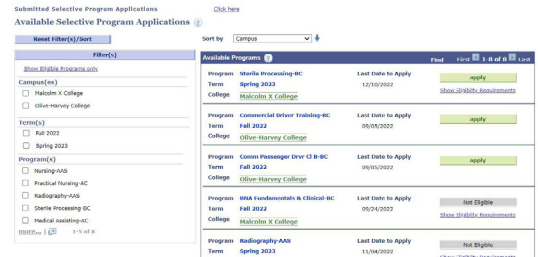 Submitted Selective Program Applications
Click here
Available Selective Program Applications
Reset Filter(s)/Sort
Sort by Campus
Filter(s)
Show Eligible Programs only
Campus(es)
Malcolm X College
Olive-Harvey College
Term(s)
Fall 2022
Spring 2023
Program(s)
Nursing-AAS
Practical Nursing-AC
Radiography-AAS
Sterile Processing-BC
Medical Assisting-AC
more... 1-5 of 8
Available Programs Find First 1-8 of 8 Last
Program Sterile Processing-BC Last Date to Apply apply
Term Spring 2023 12/10/2022 Show Eligibilty Requirements
College Malcolm X College
Program Commercial Driver Training-BC Last Date to Apply apply
Term Fall 2022 09/05/2022
College Olive-Harvey College
Program Comm Passenger Drvr Cl B-BC Last Date to Apply apply
Term Fall 2022 09/05/2022
College Olive-Harvey College
Program BNA Fundamentals & Clinical-BC Last Date to Apply Not Eligible
Term Fall 2022 09/24/2022 Show Eligibilty Requirements
College Malcolm X College
Program Radiography-AAS Last Date to Apply Not Eligible
Term Spring 2023 11/04/2022 Show Eligibilty Requirements